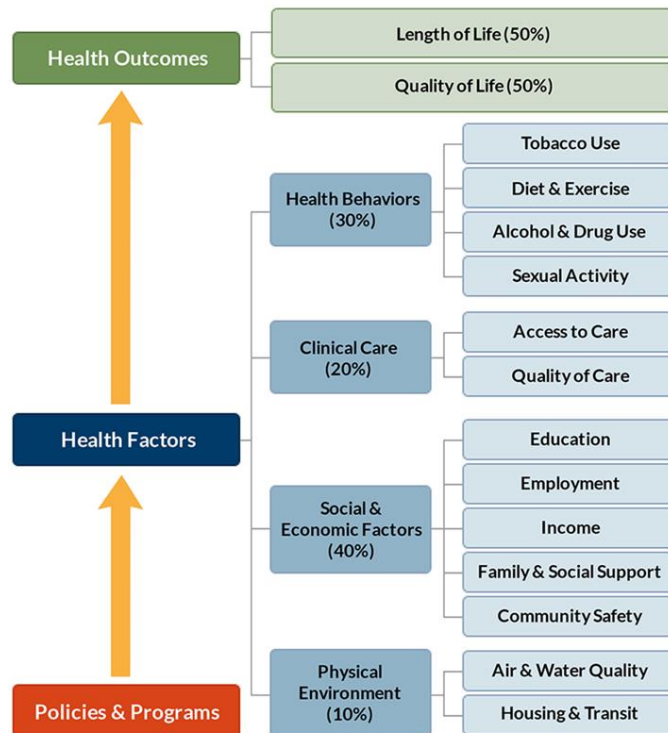 Health Outcomes
Length of Life (50%)
Quality of Life (50%)
Health Factors
Health Behaviors
(30%)
Tobacco Use
Diet & Exercise
Alcohol & Drug Use
Sexual Activity
Clinical Care
(20%)
Access to Care
Quality of Care
Social &
Economic Factors
(40%)
Education
Employment
Income
Family & Social Support
Community Safety
Physical
Environment
(10%)
Air & Water Quality
Housing & Transit
Policies & Programs